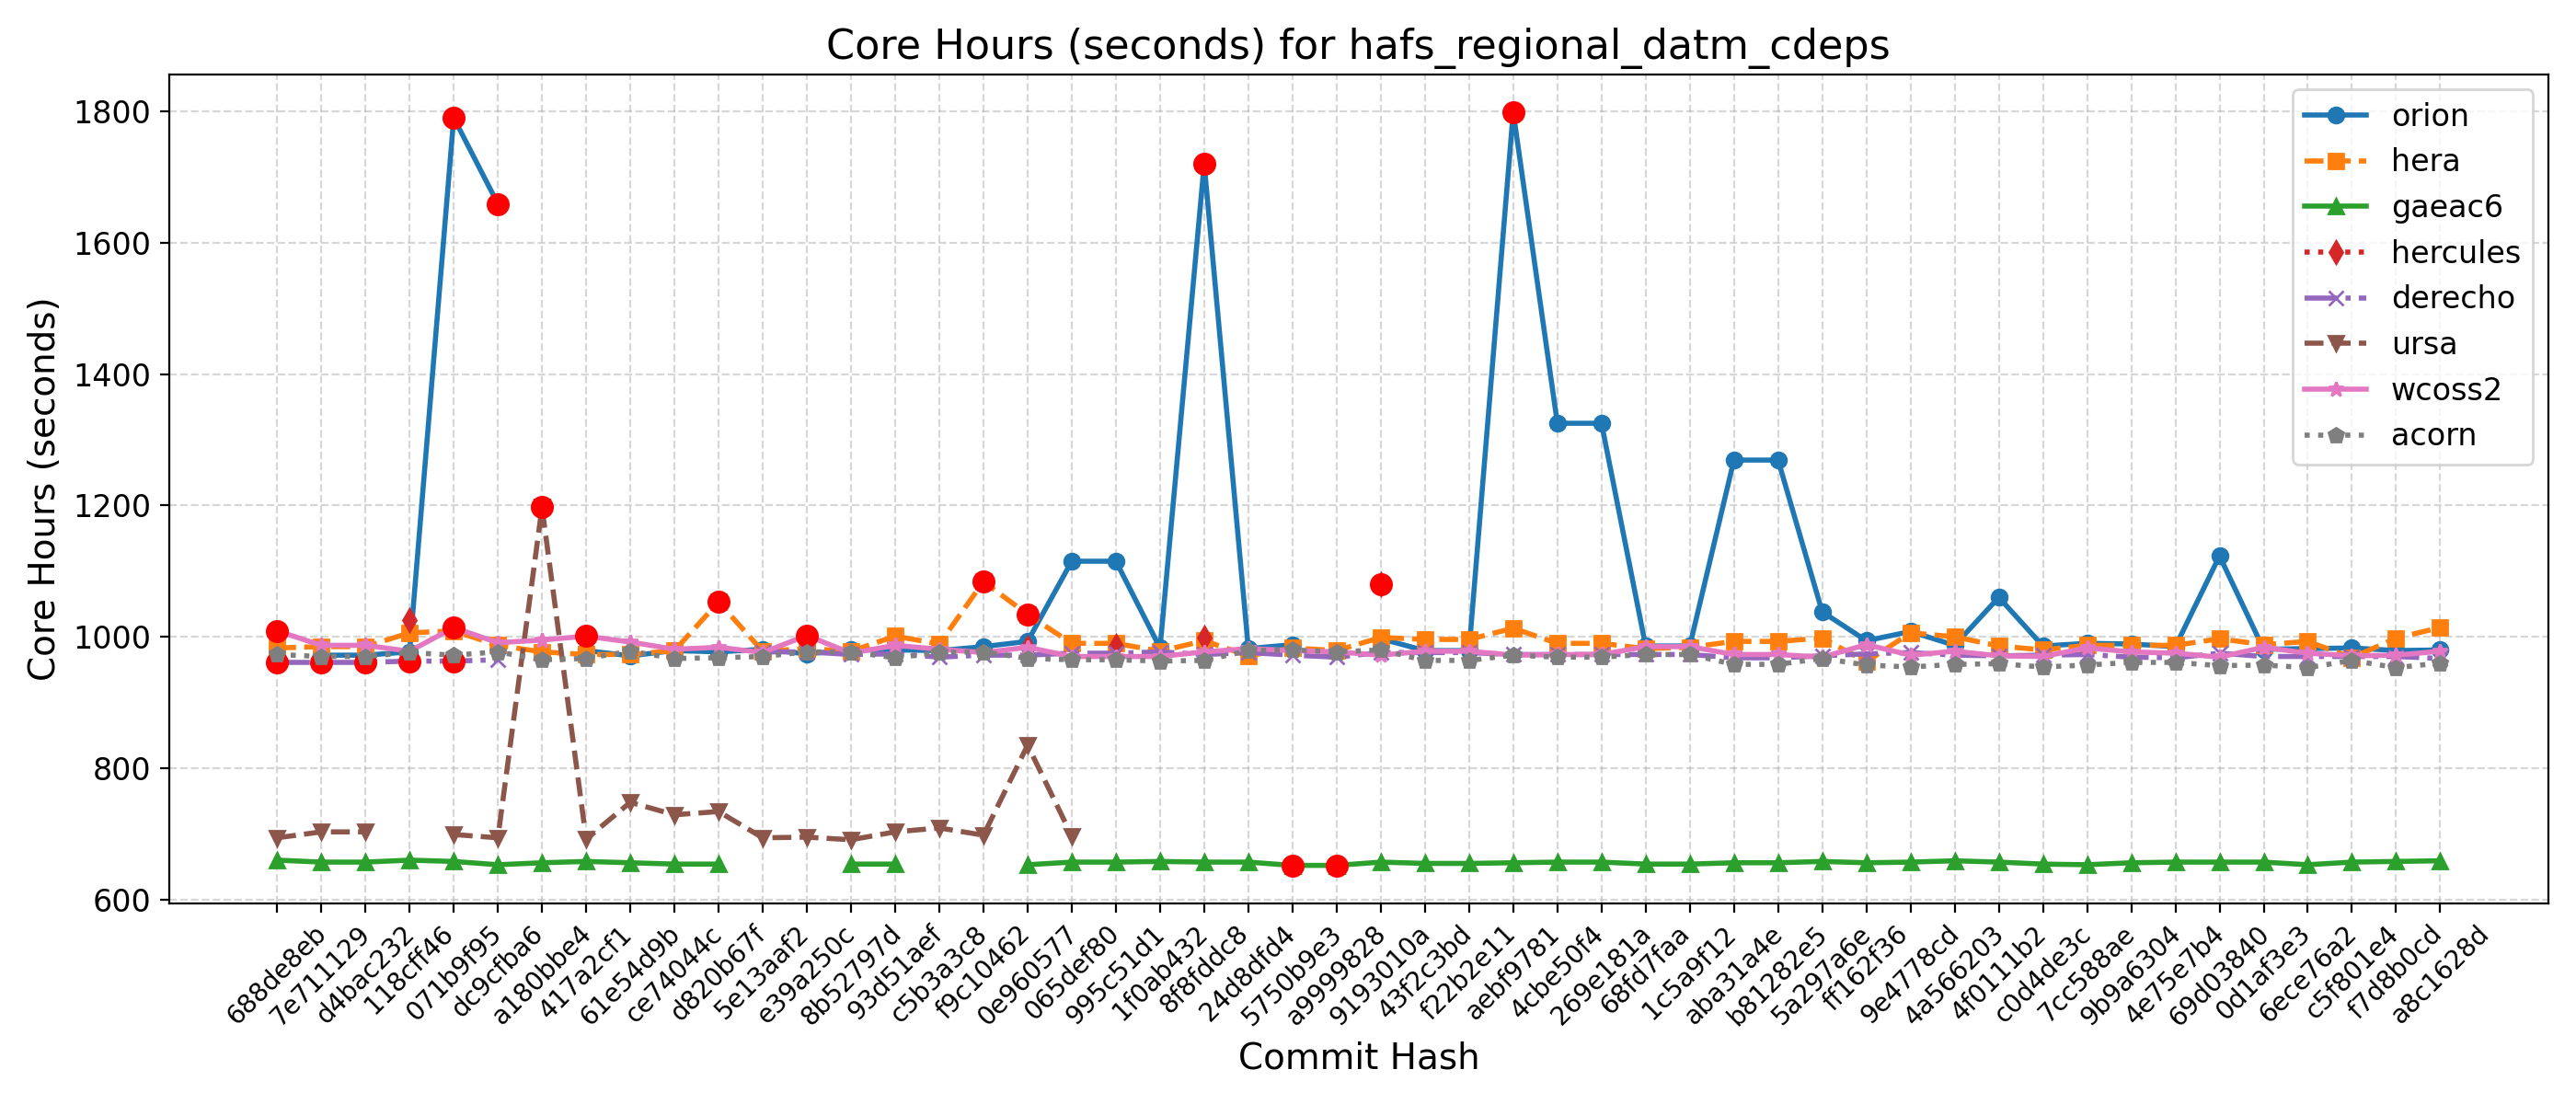 Core Hours (seconds) for hafs_regional_datm_cdeps
Core Hours (seconds)
1800
1600
1400
1200
1000
800
600
orion
hera
gaeac6
hercules
derecho
ursa
wcoss2
acorn
688de8eb
7e711129
d4bac232
118cff46
071b9f95
dc9cfba6
a180bbe4
417a2cf1
61e54d9b
ce74044c
d820b67f
5e13aaf2
e39a250c
8b52797d
93d51aef
c5b3a3c8
f9c10462
0e960577
065def80
995c51d1
1f0ab432
8f8fddc8
24d8dfd4
5750b9e3
a9999828
9193010a
43f2c3bd
f22b2e11
aebf9781
4cbe50f4
269e181a
68fd7faa
1c5a9f12
aba31a4e
b81282e5
5a297a6e
ff162f36
9e4778cd
4a566203
4f0111b2
c0d4de3c
7cc588ae
9b9a6304
4e75e7b4
69d03840
0d1af3e3
6ece76a2
c5f801e4
f7d8b0cd
a8c1628d
Commit Hash